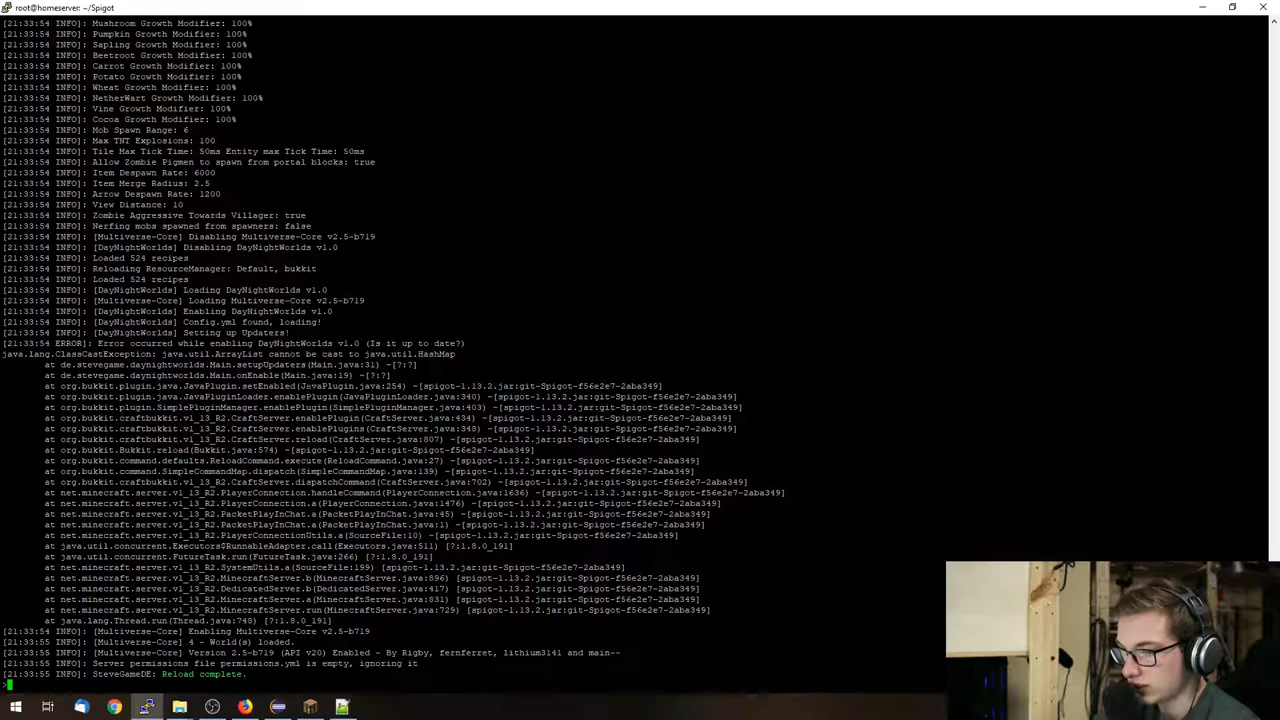 root@homeserver: ~/Spigot
[21:33:54 INFO]: Mushroom Growth Modifier: 100%
[21:33:54 INFO]: Pumpkin Growth Modifier: 100%
[21:33:54 INFO]: Sapling Growth Modifier: 100%
[21:33:54 INFO]: Beetroot Growth Modifier: 100%
[21:33:54 INFO]: Carrot Growth Modifier: 100%
[21:33:54 INFO]: Potato Growth Modifier: 100%
[21:33:54 INFO]: Wheat Growth Modifier: 100%
[21:33:54 INFO]: NetherWart Growth Modifier: 100%
[21:33:54 INFO]: Vine Growth Modifier: 100%
[21:33:54 INFO]: Cocoa Growth Modifier: 100%
[21:33:54 INFO]: Mob Spawn Range: 6
[21:33:54 INFO]: Max TNT Explosions: 100
[21:33:54 INFO]: Tile Max Tick Time: 50ms Entity max Tick Time: 50ms
[21:33:54 INFO]: Allow Zombie Pigmen to spawn from portal blocks: true
[21:33:54 INFO]: Item Despawn Rate: 6000
[21:33:54 INFO]: Item Merge Radius: 2.5
[21:33:54 INFO]: Arrow Despawn Rate: 1200
[21:33:54 INFO]: View Distance: 10
[21:33:54 INFO]: Zombie Aggressive Towards Villager: true
[21:33:54 INFO]: Nerfing mobs spawned from spawners: false
[21:33:54 INFO]: [Multiverse-Core] Disabling Multiverse-Core v2.5-b719
[21:33:54 INFO]: [DayNightWorlds] Disabling DayNightWorlds v1.0
[21:33:54 INFO]: Loaded 524 recipes
[21:33:54 INFO]: Reloading ResourceManager: Default, bukkit
[21:33:54 INFO]: Loaded 524 recipes
[21:33:54 INFO]: [DayNightWorlds] Loading DayNightWorlds v1.0
[21:33:54 INFO]: [Multiverse-Core] Loading Multiverse-Core v2.5-b719
[21:33:54 INFO]: [DayNightWorlds] Enabling DayNightWorlds v1.0
[21:33:54 INFO]: [DayNightWorlds] Config.yml found, loading!
[21:33:54 INFO]: [DayNightWorlds] Setting up Updaters!
[21:33:54 ERROR]: Error occurred while enabling DayNightWorlds v1.0 (Is it up to date?)
java.lang.ClassCastException: java.util.ArrayList cannot be cast to java.util.HashMap
at de.stevegame.daynightworlds.Main.setupUpdaters(Main.java:31) ~[?:?]
at de.stevegame.daynightworlds.Main.onEnable(Main.java:19) ~[?:?]
at org.bukkit.plugin.java.JavaPlugin.setEnabled(JavaPlugin.java:254) ~[spigot-1.13.2.jar:git-Spigot-f56e2e7-2aba349]
at org.bukkit.plugin.java.JavaPluginLoader.enablePlugin(JavaPluginLoader.java:340) ~[spigot-1.13.2.jar:git-Spigot-f56e2e7-2aba349]
at org.bukkit.plugin.SimplePluginManager.enablePlugin(SimplePluginManager.java:403) ~[spigot-1.13.2.jar:git-Spigot-f56e2e7-2aba349]
at org.bukkit.craftbukkit.v1_13_R2.CraftServer.enablePlugin(CraftServer.java:434) ~[spigot-1.13.2.jar:git-Spigot-f56e2e7-2aba349]
at org.bukkit.craftbukkit.v1_13_R2.CraftServer.enablePlugins(CraftServer.java:348) ~[spigot-1.13.2.jar:git-Spigot-f56e2e7-2aba349]
at org.bukkit.craftbukkit.v1_13_R2.CraftServer.reload(CraftServer.java:807) ~[spigot-1.13.2.jar:git-Spigot-f56e2e7-2aba349]
at org.bukkit.Bukkit.reload(Bukkit.java:574) ~[spigot-1.13.2.jar:git-Spigot-f56e2e7-2aba349]
at org.bukkit.command.defaults.ReloadCommand.execute(ReloadCommand.java:27) ~[spigot-1.13.2.jar:git-Spigot-f56e2e7-2aba349]
at org.bukkit.command.SimpleCommandMap.dispatch(SimpleCommandMap.java:139) ~[spigot-1.13.2.jar:git-Spigot-f56e2e7-2aba349]
at org.bukkit.craftbukkit.v1_13_R2.CraftServer.dispatchCommand(CraftServer.java:702) ~[spigot-1.13.2.jar:git-Spigot-f56e2e7-2aba349]
at net.minecraft.server.v1_13_R2.PlayerConnection.handleCommand(PlayerConnection.java:1636) ~[spigot-1.13.2.jar:git-Spigot-f56e2e7-2aba349]
at net.minecraft.server.v1_13_R2.PlayerConnection.a(PlayerConnection.java:1476) ~[spigot-1.13.2.jar:git-Spigot-f56e2e7-2aba349]
at net.minecraft.server.v1_13_R2.PacketPlayInChat.a(PacketPlayInChat.java:45) ~[spigot-1.13.2.jar:git-Spigot-f56e2e7-2aba349]
at net.minecraft.server.v1_13_R2.PacketPlayInChat.a(PacketPlayInChat.java:1) ~[spigot-1.13.2.jar:git-Spigot-f56e2e7-2aba349]
at net.minecraft.server.v1_13_R2.PlayerConnectionUtils.a(SourceFile:10) ~[spigot-1.13.2.jar:git-Spigot-f56e2e7-2aba349]
at java.util.concurrent.Executors$RunnableAdapter.call(Executors.java:511) [?:1.8.0_191]
at java.util.concurrent.FutureTask.run(FutureTask.java:266) [?:1.8.0_191]
at net.minecraft.server.v1_13_R2.SystemUtils.a(SourceFile:199) [spigot-1.13.2.jar:git-Spigot-f56e2e7-2aba349]
at net.minecraft.server.v1_13_R2.MinecraftServer.b(MinecraftServer.java:896) [spigot-1.13.2.jar:git-Spigot-f56e2e7-2aba349]
at net.minecraft.server.v1_13_R2.DedicatedServer.b(DedicatedServer.java:417) [spigot-1.13.2.jar:git-Spigot-f56e2e7-2aba349]
at net.minecraft.server.v1_13_R2.MinecraftServer.a(MinecraftServer.java:831) [spigot-1.13.2.jar:git-Spigot-f56e2e7-2aba349]
at net.minecraft.server.v1_13_R2.MinecraftServer.run(MinecraftServer.java:729) [spigot-1.13.2.jar:git-Spigot-f56e2e7-2aba349]
at java.lang.Thread.run(Thread.java:748) [?:1.8.0_191]
[21:33:54 INFO]: [Multiverse-Core] Enabling Multiverse-Core v2.5-b719
[21:33:55 INFO]: [Multiverse-Core] 4 - World(s) loaded.
[21:33:55 INFO]: [Multiverse-Core] Version 2.5-b719 (API v20) Enabled - By Rigby, fernferret, lithium3141 and main--
[21:33:55 INFO]: Server permissions file permissions.yml is empty, ignoring it
[21:33:55 INFO]: SteveGameDE: Reload complete.
>